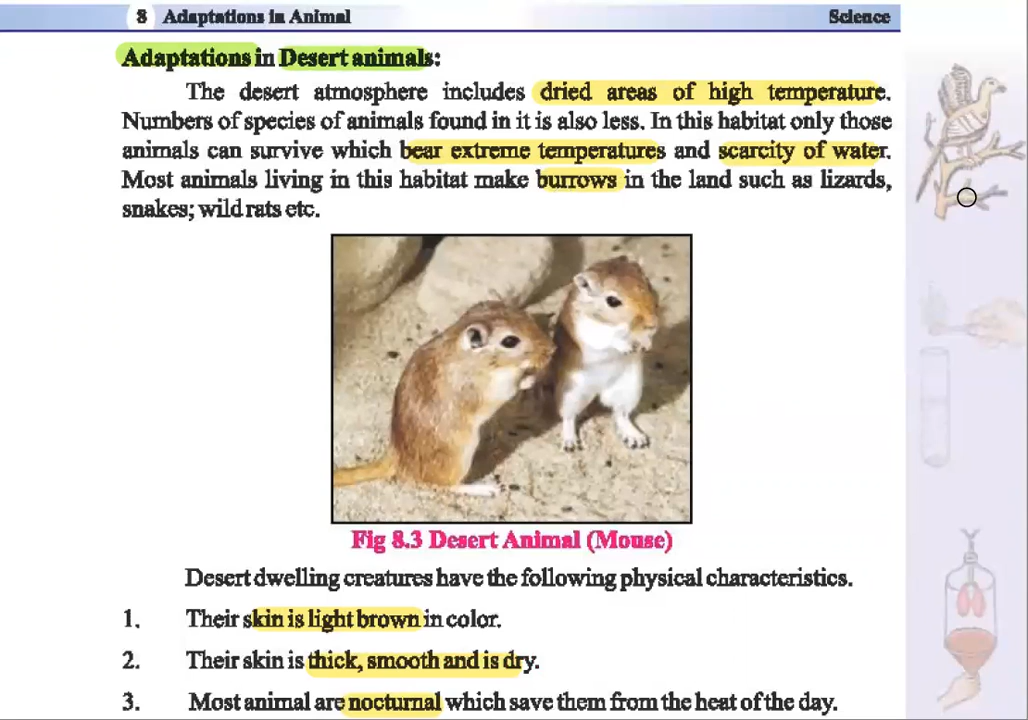 8 Adaptations in Animal Science
Adaptations in Desert animals:
The desert atmosphere includes dried areas of high temperature.
Numbers of species of animals found in it is also less. In this habitat only those
animals can survive which bear extreme temperatures and scarcity of water.
Most animals living in this habitat make burrows in the land such as lizards,
snakes; wild rats etc.
Fig 8.3 Desert Animal (Mouse)
Desert dwelling creatures have the following physical characteristics.
1. Their skin is light brown in color.
2. Their skin is thick, smooth and is dry.
3. Most animal are nocturnal which save them from the heat of the day.